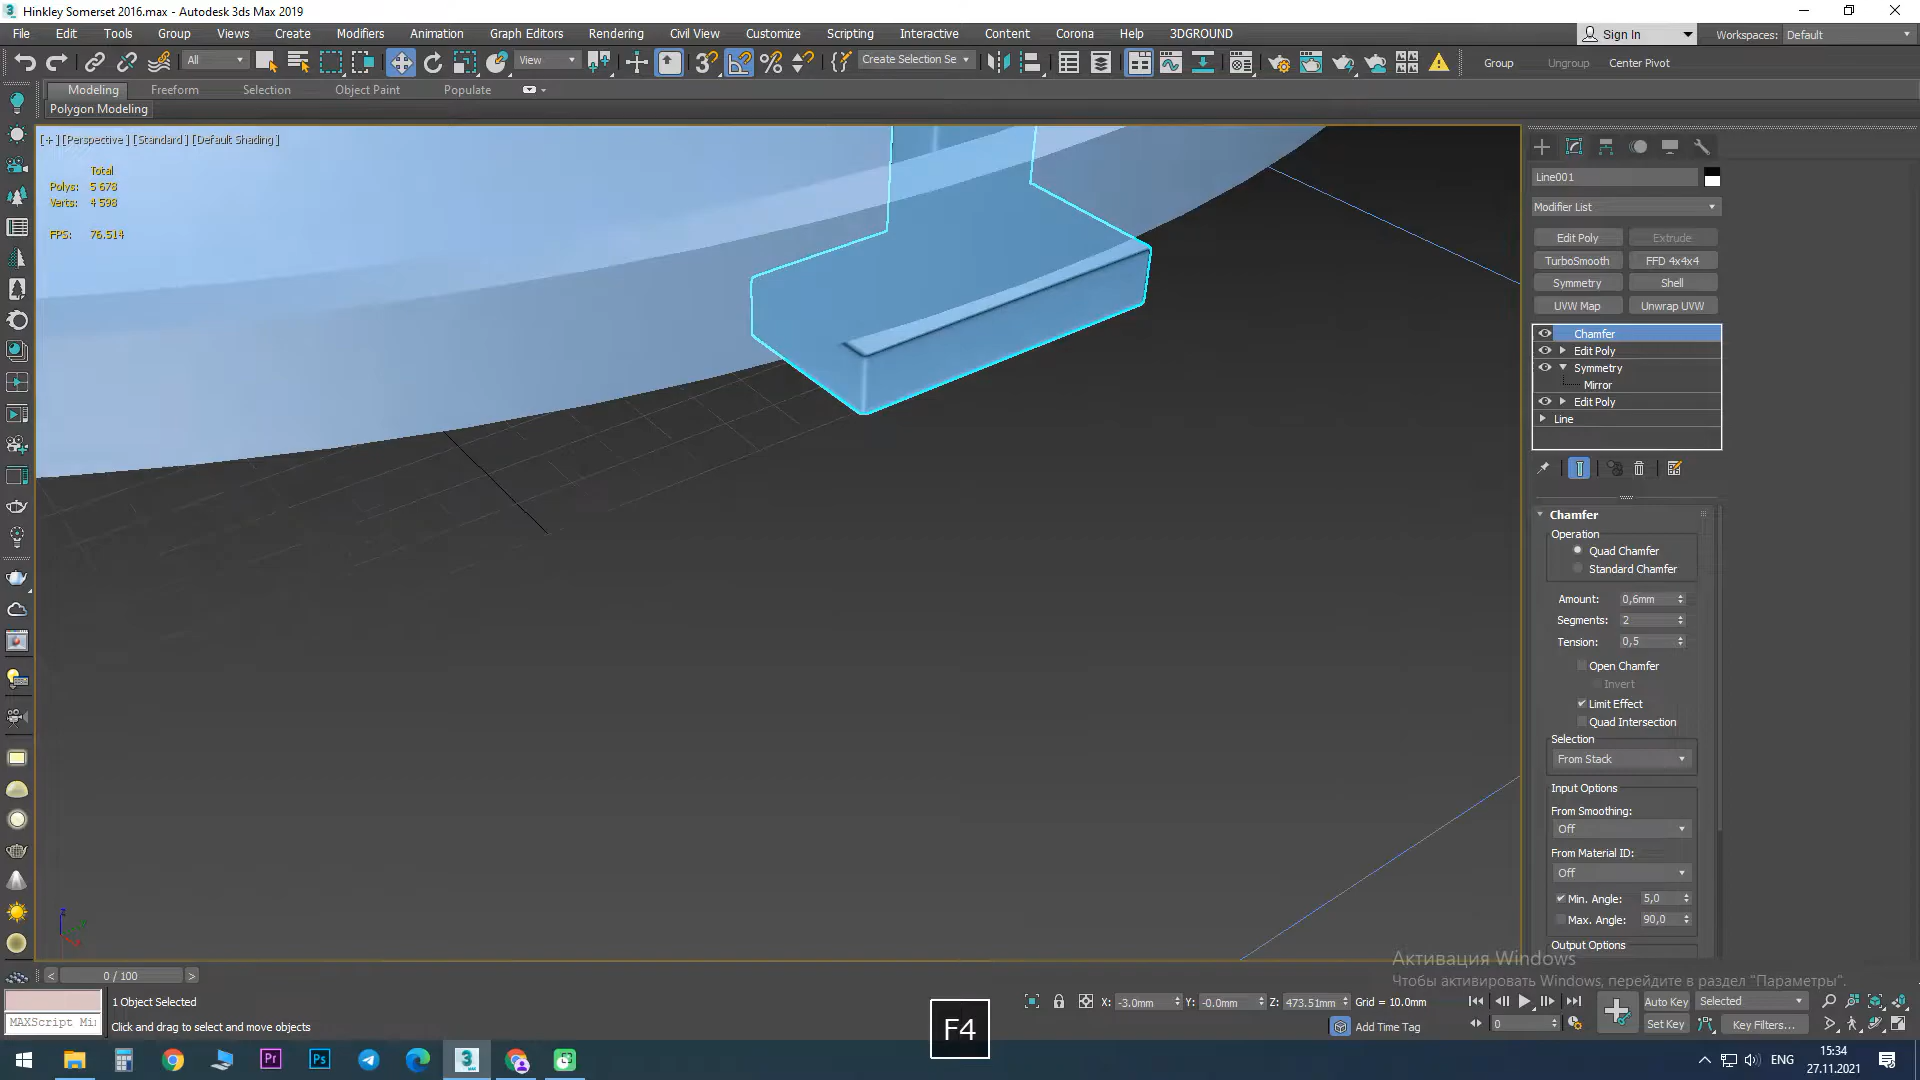 Hinkley Somerset 2016.max - Autodesk 3ds Max 2019
File Edit Tools Group Views Create Modifiers Animation Graph Editors Rendering Civil View Customize Scripting Interactive Content Corona Help 3DGROUND
Sign In Workspaces: Default
All View Create Selection Se Group Ungroup Center Pivot
Modeling Freeform Selection Object Paint Populate
Polygon Modeling
[ + ] [Perspective ] [Standard ] [Default Shading ]
Total
Polys: 5 678
Verts: 4 598
FPS: 76.514
Line001
Modifier List
Edit Poly Extrude
TurboSmooth FFD 4x4x4
Symmetry Shell
UVW Map Unwrap UVW
Chamfer
Edit Poly
Symmetry
Mirror
Edit Poly
Line
Chamfer
Operation
Quad Chamfer
Standard Chamfer
Amount: 0,6mm
Segments: 2
Tension: 0,5
Open Chamfer
Invert
Limit Effect
Quad Intersection
Selection
From Stack
Input Options
From Smoothing:
Off
From Material ID:
Off
Min. Angle: 5,0
Max. Angle: 90,0
Output Options
Активация Windows
Чтобы активировать Windows, перейдите в раздел "Параметры".
z
< 0 / 100 >
1 Object Selected
MAXScript Mi
Click and drag to select and move objects
F4
X: -3.0mm Y: -0.0mm Z: 473.51mm Grid = 10.0mm
Add Time Tag
0
Auto Key Selected
Set Key Key Filters...
Pr Ps 3
ENG
15:34
27.11.2021